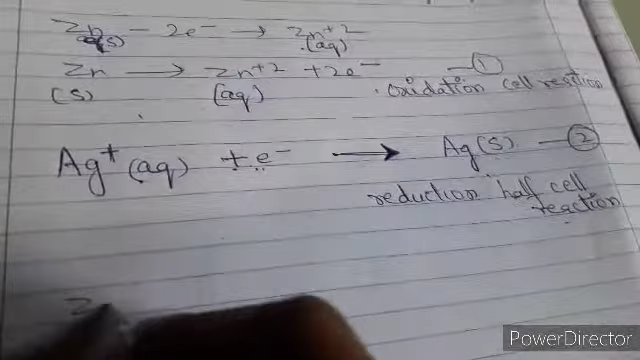 Zn(s) - 2e⁻ → Zn⁺²(aq)
Zn(s) → Zn⁺²(aq) + 2e⁻ — ①
oxidation cell reaction
Ag⁺(aq) + e⁻ → Ag(s) — ②
reduction half cell
reaction
Z
PowerDirector